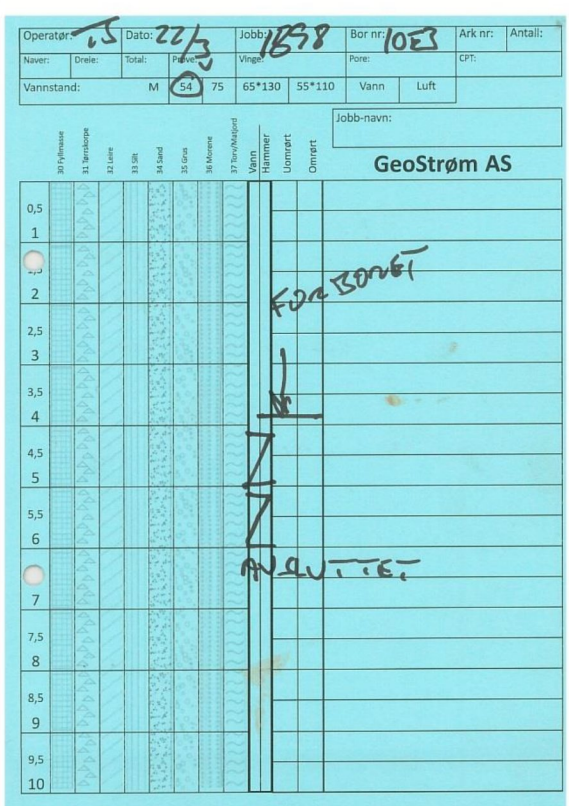 Operatør: T.S Dato: 22/3 Jobb: 1898 Bor nr: 10E3 Ark nr: Antall:
Naver: Dreie: Total: Prøve: Vinge: Pore: CPT:
Vannstand: M 54 75 65*130 55*110 Vann Luft
Jobb-navn:
30 Fyllmasse 31 Tørrskorpe 32 Leire 33 Silt 34 Sand 35 Grus 36 Morene 37 Torv/Matjord Vann Hammer Uomrørt Omrørt
GeoStrøm AS
0,5
1
FORBORET
2
2,5
3
3,5
4
4,5
5
5,5
6
AVSLUTTET
7
7,5
8
8,5
9
9,5
10